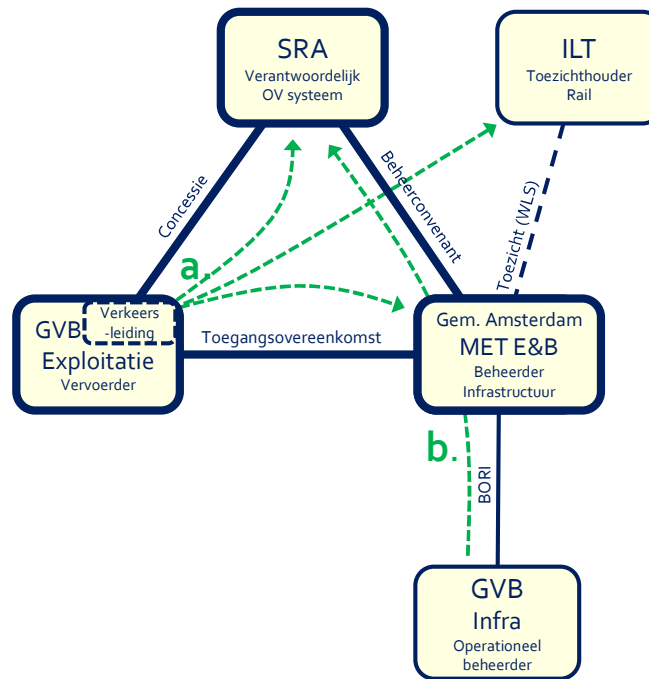 SRA
Verantwoordelijk
OV systeem
ILT
Toezichthouder
Rail
Concessie
Beheerconvenant
Toezicht (WLS)
a.
GVB
Verkeers
-leiding
Exploitatie
Vervoerder
Toegangsovereenkomst
Gem. Amsterdam
MET E&B
Beheerder
Infrastructuur
b.
BORI
GVB
Infra
Operationeel
beheerder